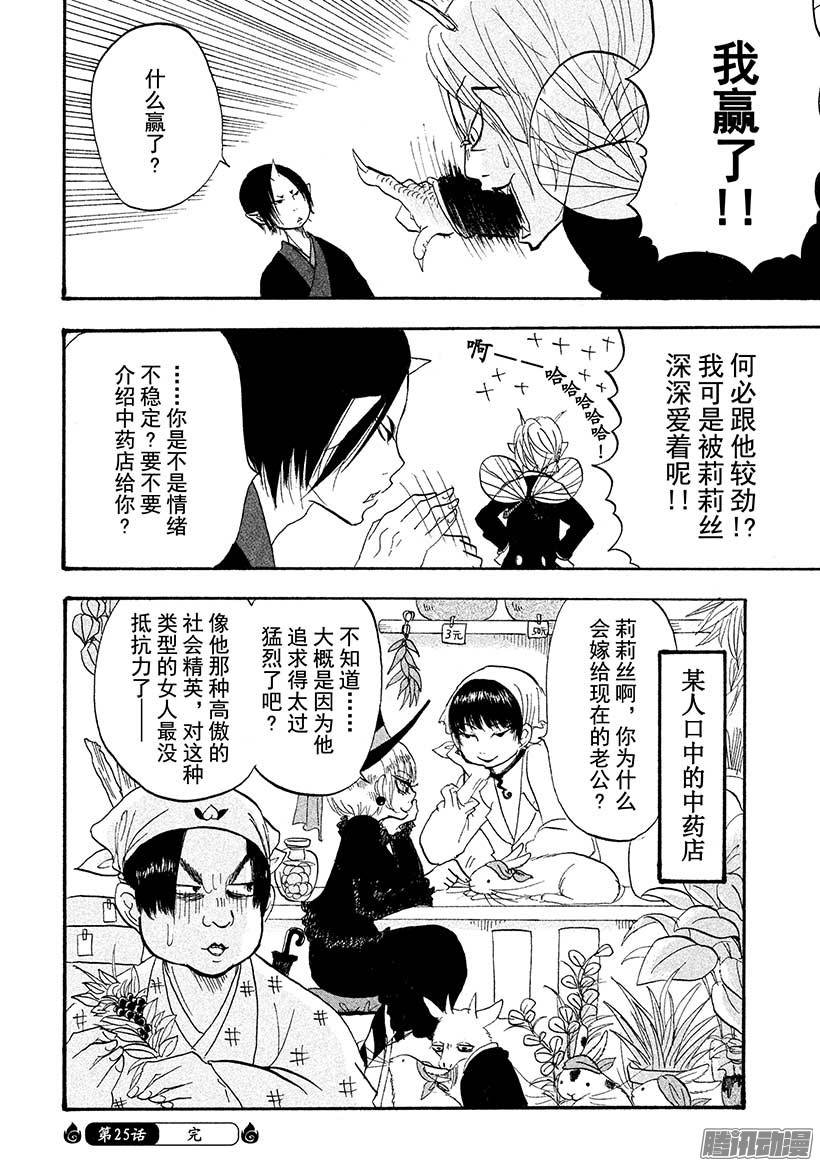 我赢了!!
什么赢了?
何必跟他较劲!?
我可是被莉莉丝
深深爱着呢!!
啊——哈哈哈哈哈!
……你是不是情绪
不稳定?要不要
介绍中药店给你?
某人口中的中药店
3元
50元
莉莉丝啊，你为什么
会嫁给现在的老公?
不知道……
大概是因为他
追求得太过
猛烈了吧?
像他那种高傲的
社会精英，对这种
类型的女人最没
抵抗力了——
第25话 完
腾讯动漫